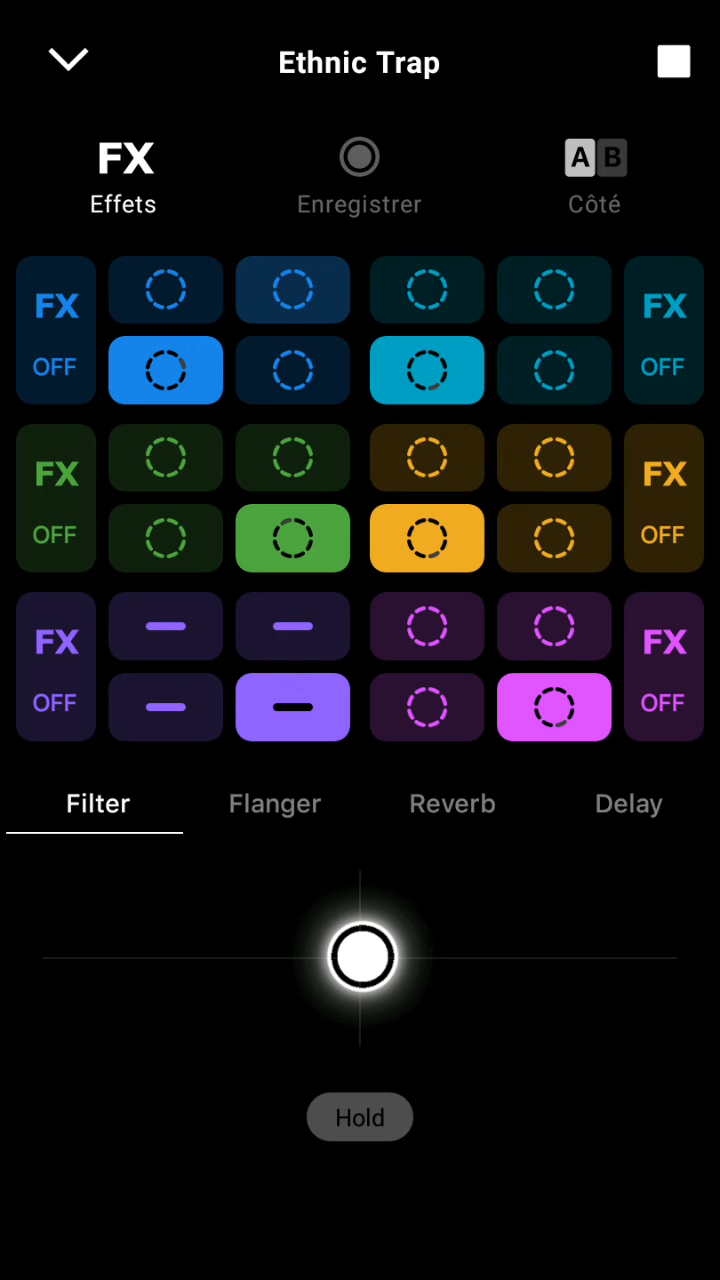 Ethnic Trap
FX
Effets
Enregistrer
A B
Côté
FX
OFF
FX
OFF
FX
OFF
FX
OFF
FX
OFF
FX
OFF
Filter
Flanger
Reverb
Delay
Hold